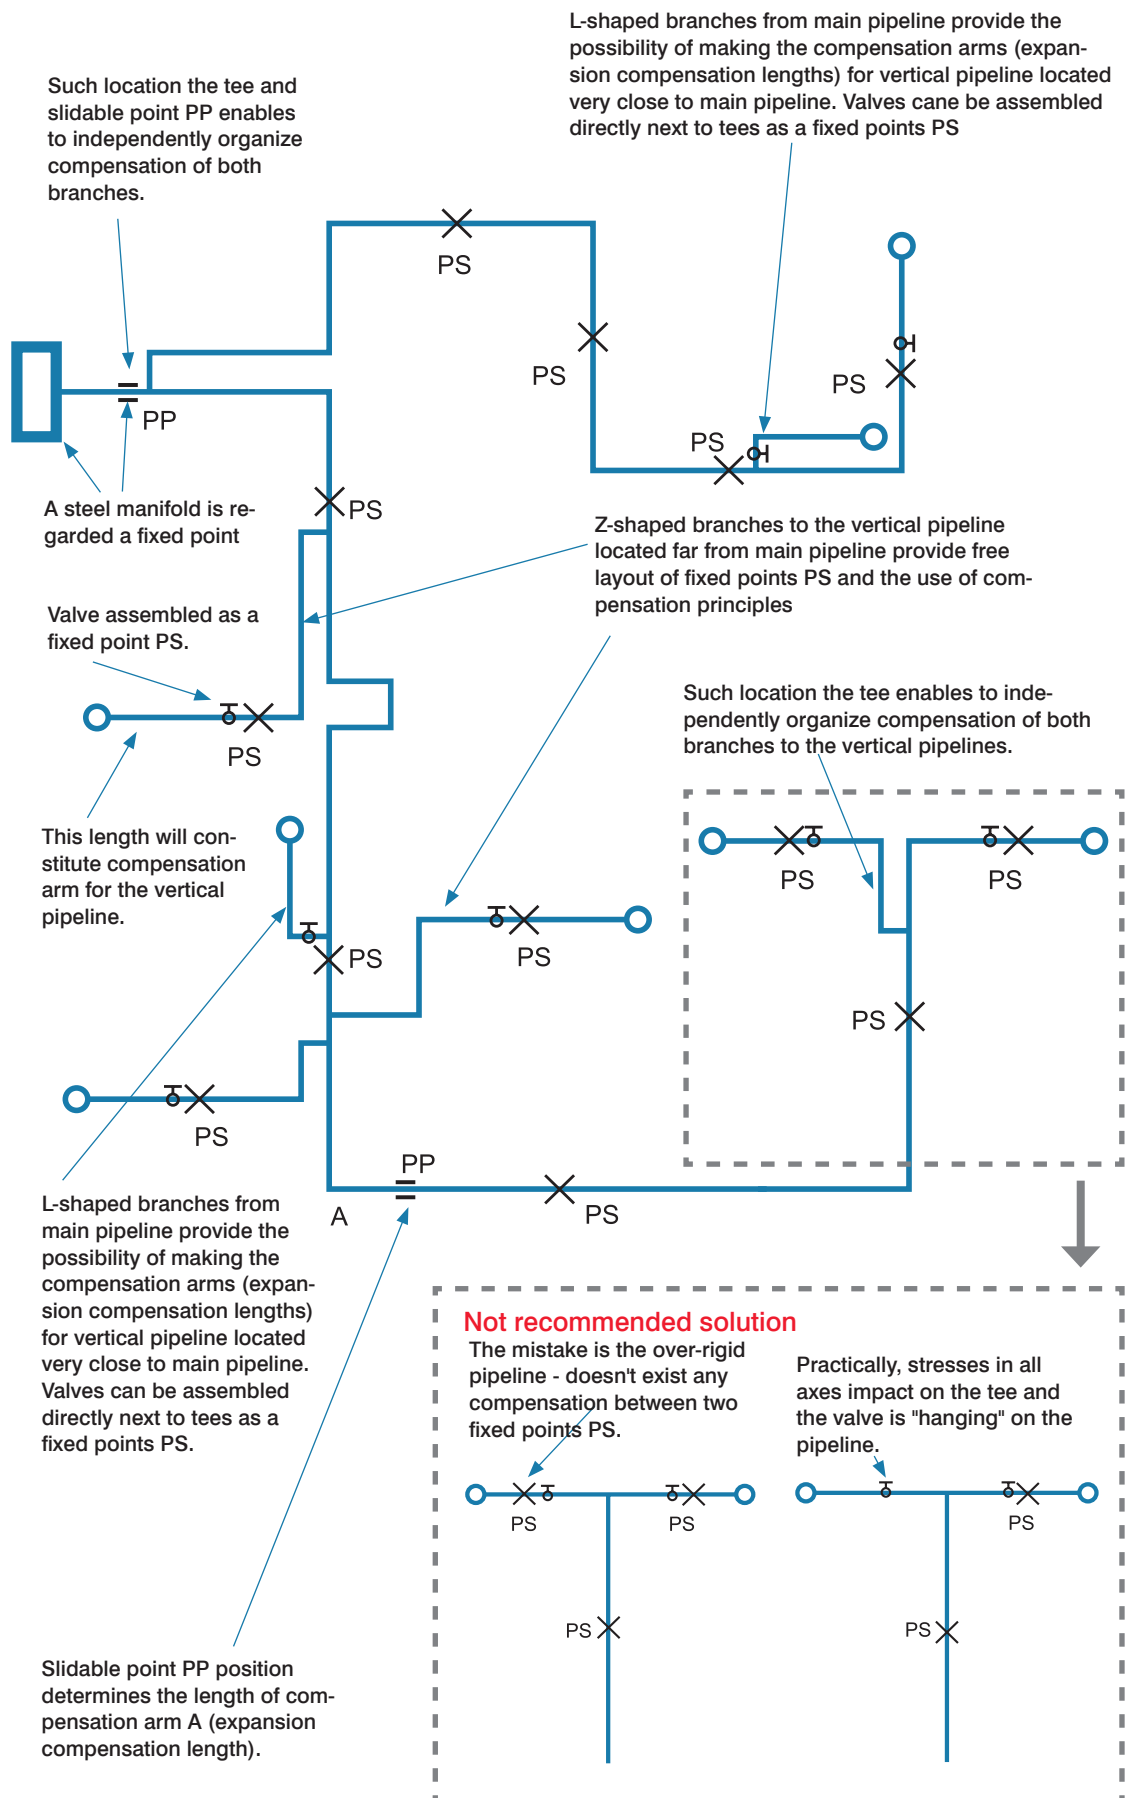 L-shaped branches from main pipeline provide the
possibility of making the compensation arms (expan-
sion compensation lengths) for vertical pipeline located
very close to main pipeline. Valves cane be assembled
directly next to tees as a fixed points PS
Such location the tee and
slidable point PP enables
to independently organize
compensation of both
branches.
PS
PS
PS
PP
PS
A steel manifold is re-
garded a fixed point
PS
Z-shaped branches to the vertical pipeline
located far from main pipeline provide free
layout of fixed points PS and the use of com-
pensation principles
Valve assembled as a
fixed point PS.
PS
Such location the tee enables to inde-
pendently organize compensation of both
branches to the vertical pipelines.
This length will con-
stitute compensation
arm for the vertical
pipeline.
PS
PS
PS
PS
PS
PS
PP
A
PS
L-shaped branches from
main pipeline provide the
possibility of making the
compensation arms (expan-
sion compensation lengths)
for vertical pipeline located
very close to main pipeline.
Valves can be assembled
directly next to tees as a
fixed points PS.
Not recommended solution
The mistake is the over-rigid
pipeline - doesn't exist any
compensation between two
fixed points PS.
Practically, stresses in all
axes impact on the tee and
the valve is "hanging" on the
pipeline.
PS
PS
PS
PS
PS
Slidable point PP position
determines the length of com-
pensation arm A (expansion
compensation length).